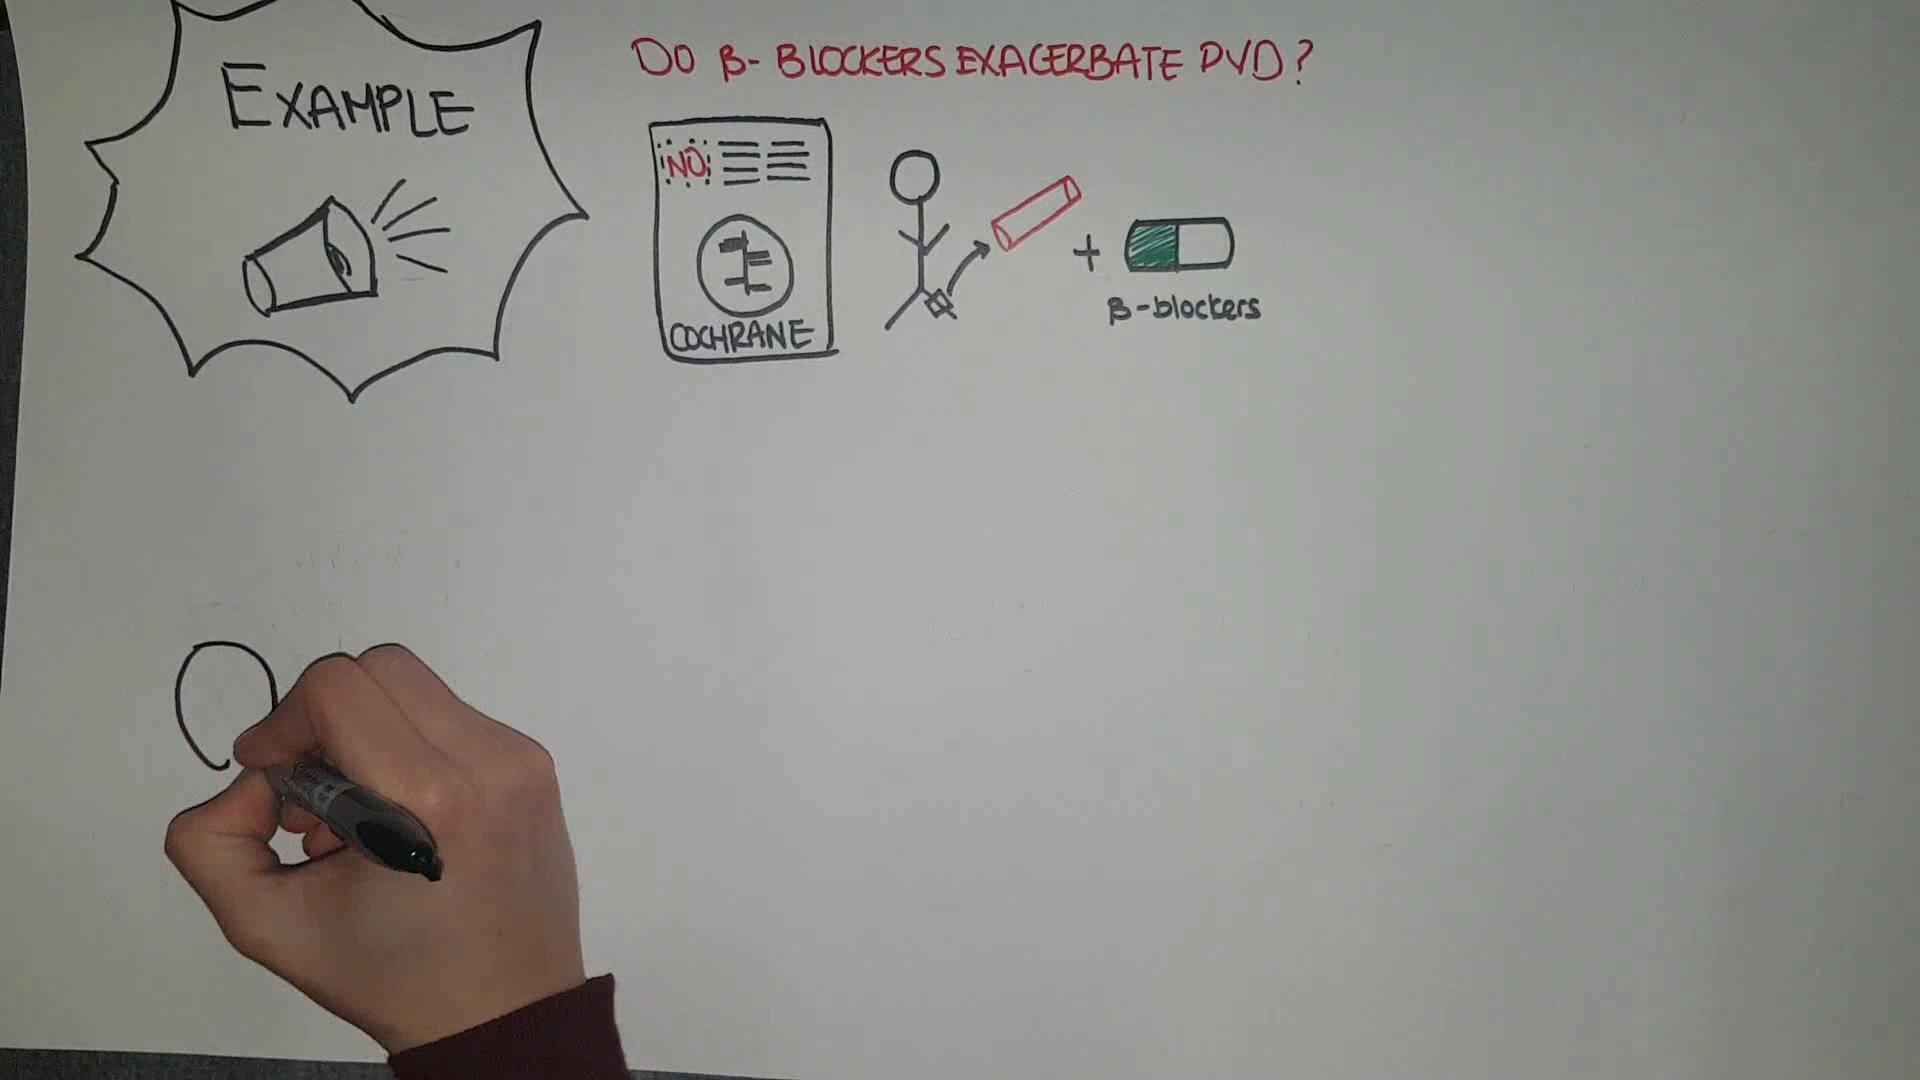 EXAMPLE
DO β- BLOCKERS EXACERBATE PVD?
NO
COCHRANE
+
β-blockers